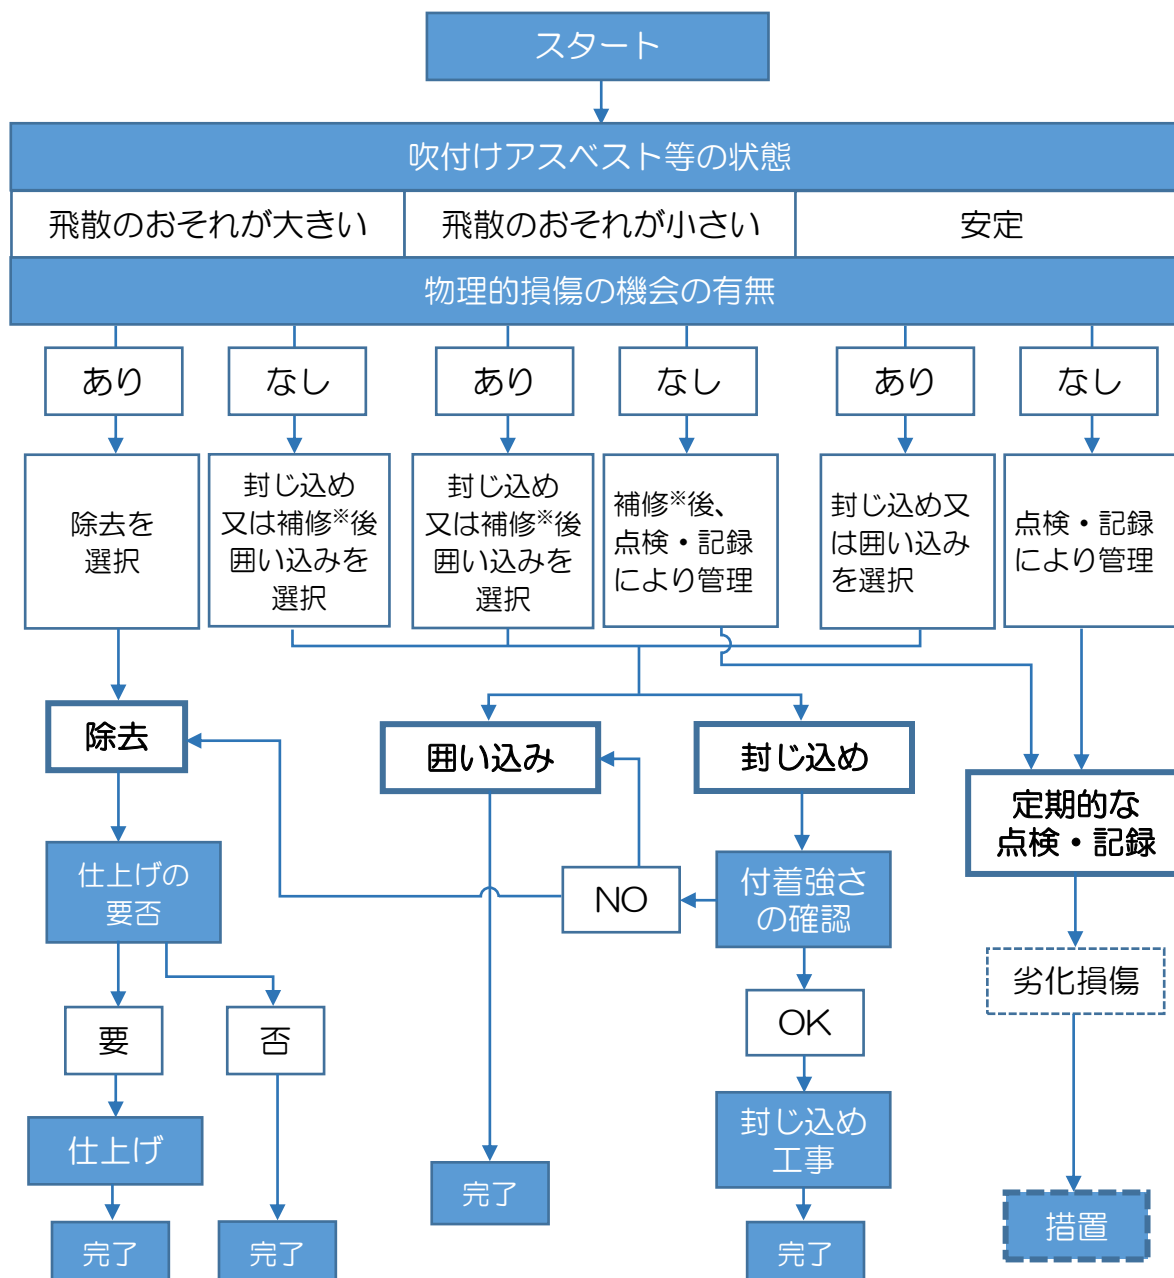 スタート
吹付けアスベスト等の状態
飛散のおそれが大きい
飛散のおそれが小さい
安定
物理的損傷の機会の有無
あり
なし
あり
なし
あり
なし
除去を
選択
封じ込め
又は補修※後
囲い込みを
選択
封じ込め
又は補修※後
囲い込みを
選択
補修※後、
点検・記録
により管理
封じ込め又
は囲い込み
を選択
点検・記録
により管理
除去
囲い込み
封じ込め
定期的な
点検・記録
仕上げの
要否
NO
付着強さ
の確認
劣化損傷
要
否
OK
仕上げ
封じ込め
工事
完了
完了
完了
完了
措置